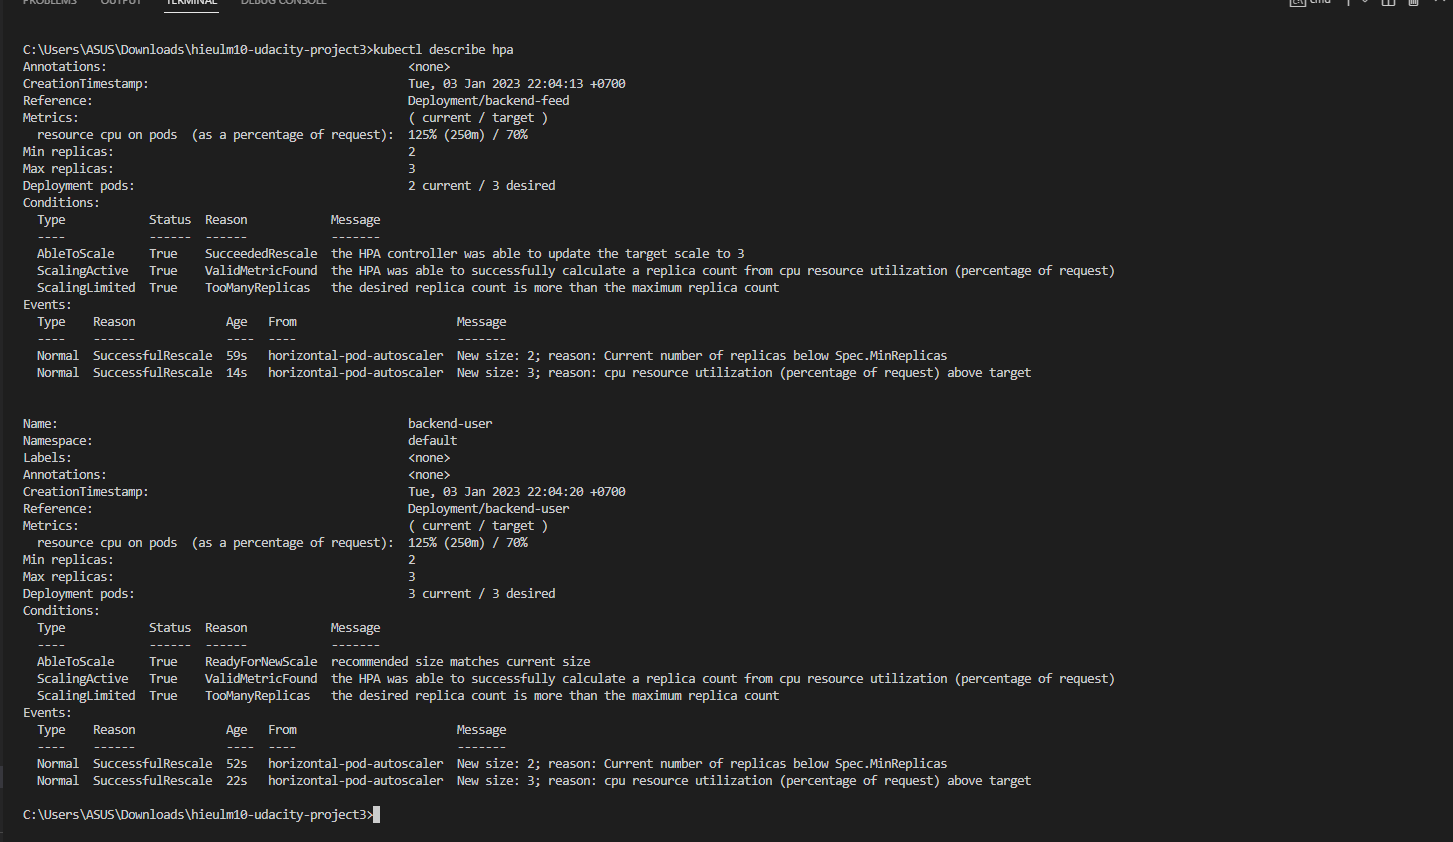 PROBLEMS OUTPUT TERMINAL DEBUG CONSOLE cmd
C:\Users\ASUS\Downloads\hieulm10-udacity-project3>kubectl describe hpa
Annotations: <none>
CreationTimestamp: Tue, 03 Jan 2023 22:04:13 +0700
Reference: Deployment/backend-feed
Metrics: ( current / target )
resource cpu on pods (as a percentage of request): 125% (250m) / 70%
Min replicas: 2
Max replicas: 3
Deployment pods: 2 current / 3 desired
Conditions:
Type Status Reason Message
---- ------ ------ -------
AbleToScale True SucceededRescale the HPA controller was able to update the target scale to 3
ScalingActive True ValidMetricFound the HPA was able to successfully calculate a replica count from cpu resource utilization (percentage of request)
ScalingLimited True TooManyReplicas the desired replica count is more than the maximum replica count
Events:
Type Reason Age From Message
---- ------ ---- ---- -------
Normal SuccessfulRescale 59s horizontal-pod-autoscaler New size: 2; reason: Current number of replicas below Spec.MinReplicas
Normal SuccessfulRescale 14s horizontal-pod-autoscaler New size: 3; reason: cpu resource utilization (percentage of request) above target
Name: backend-user
Namespace: default
Labels: <none>
Annotations: <none>
CreationTimestamp: Tue, 03 Jan 2023 22:04:20 +0700
Reference: Deployment/backend-user
Metrics: ( current / target )
resource cpu on pods (as a percentage of request): 125% (250m) / 70%
Min replicas: 2
Max replicas: 3
Deployment pods: 3 current / 3 desired
Conditions:
Type Status Reason Message
---- ------ ------ -------
AbleToScale True ReadyForNewScale recommended size matches current size
ScalingActive True ValidMetricFound the HPA was able to successfully calculate a replica count from cpu resource utilization (percentage of request)
ScalingLimited True TooManyReplicas the desired replica count is more than the maximum replica count
Events:
Type Reason Age From Message
---- ------ ---- ---- -------
Normal SuccessfulRescale 52s horizontal-pod-autoscaler New size: 2; reason: Current number of replicas below Spec.MinReplicas
Normal SuccessfulRescale 22s horizontal-pod-autoscaler New size: 3; reason: cpu resource utilization (percentage of request) above target
C:\Users\ASUS\Downloads\hieulm10-udacity-project3>